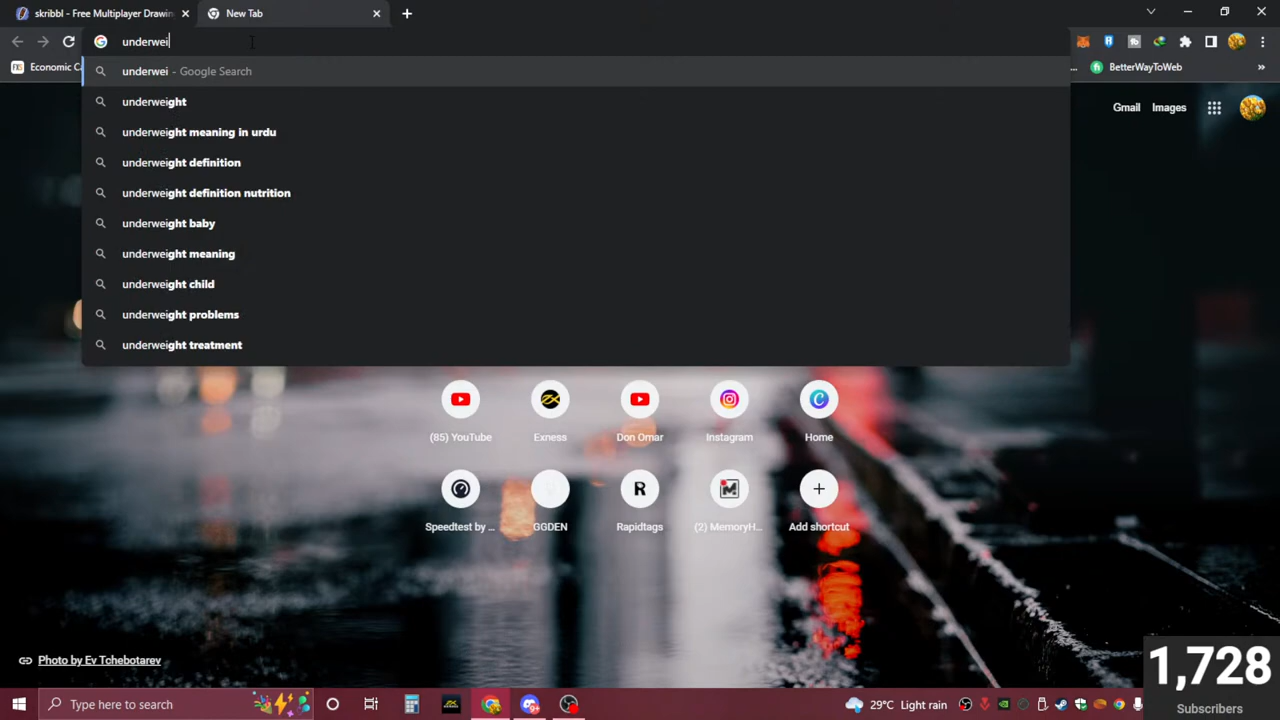 skribbl - Free Multiplayer Drawin
New Tab
underwei
Economic Ca
BetterWayToWeb
»
underwei - Google Search
underweight
underweight meaning in urdu
underweight definition
underweight definition nutrition
underweight baby
underweight meaning
underweight child
underweight problems
underweight treatment
Gmail
Images
(85) YouTube
Exness
Don Omar
Instagram
Home
Speedtest by ...
GGDEN
Rapidtags
(2) MemoryH...
Add shortcut
Photo by Ev Tchebotarev
1,728
Subscribers
Type here to search
29°C Light rain